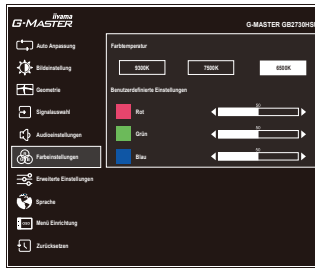 iiyama
G-MASTER
G-MASTER GB2730HSU
Auto Anpassung
Bildeinstellung
Geometrie
Signalauswahl
Audioeinstellungen
Farbeinstellungen
Erweiterte Einstellungen
Sprache
OSD
Menü Einrichtung
Zurücksetzen
Farbtemperatur
9300K
7500K
6500K
Benutzerdefinierte Einstellungen
50
Rot
50
Grün
50
Blau